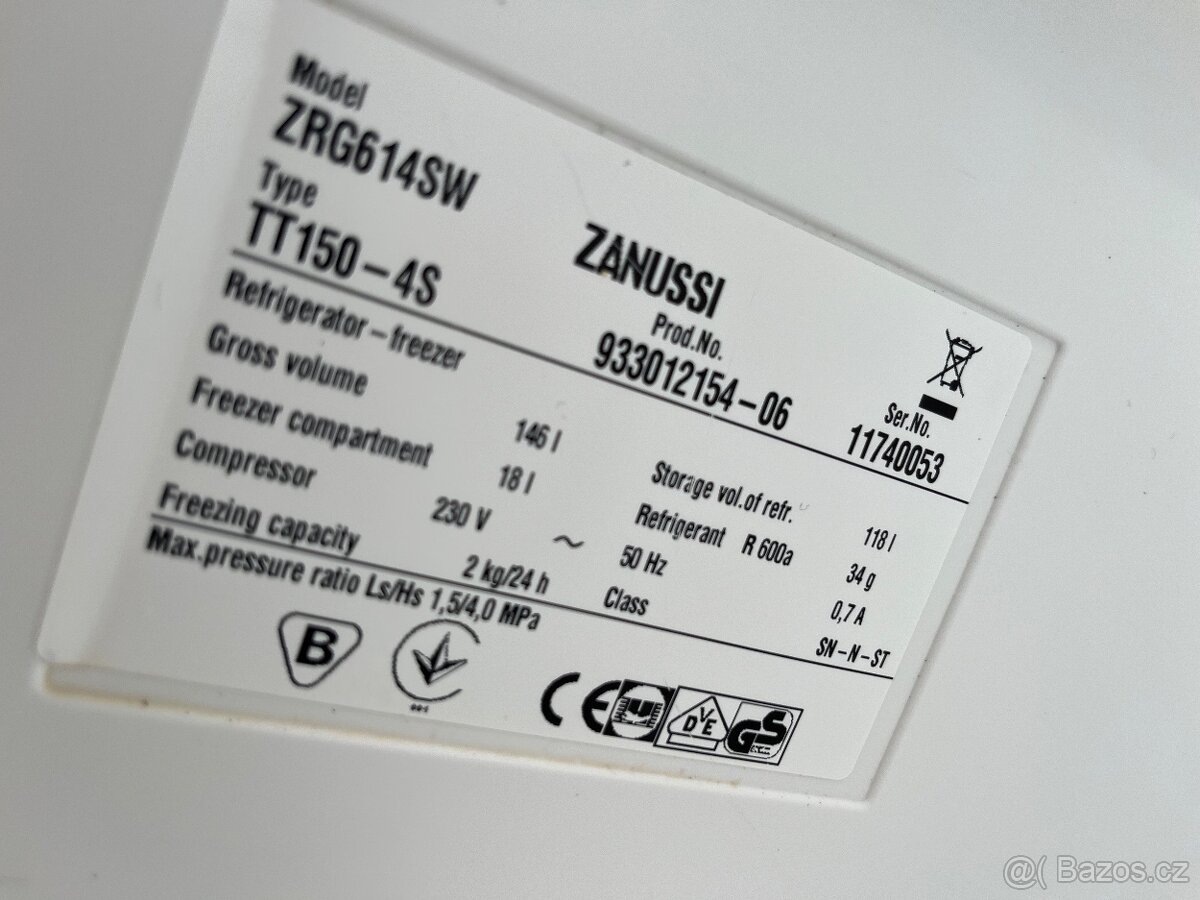 Model
ZRG614SW
Type
TT150-4S
ZANUSSI
Prod.No.
933012154-06
Ser.No.
11740053
Refrigerator-freezer
Gross volume 146 l
Freezer compartment 18 l
Compressor 230 V ~ 50 Hz
Freezing capacity 2 kg/24 h
Storage vol.of refr. 118 l
Refrigerant R 600a 34 g
0,7 A
Class SN-N-ST
Max.pressure ratio Ls/Hs 1,5/4,0 MPa
B
CE
DVE
GS
@( Bazos.cz